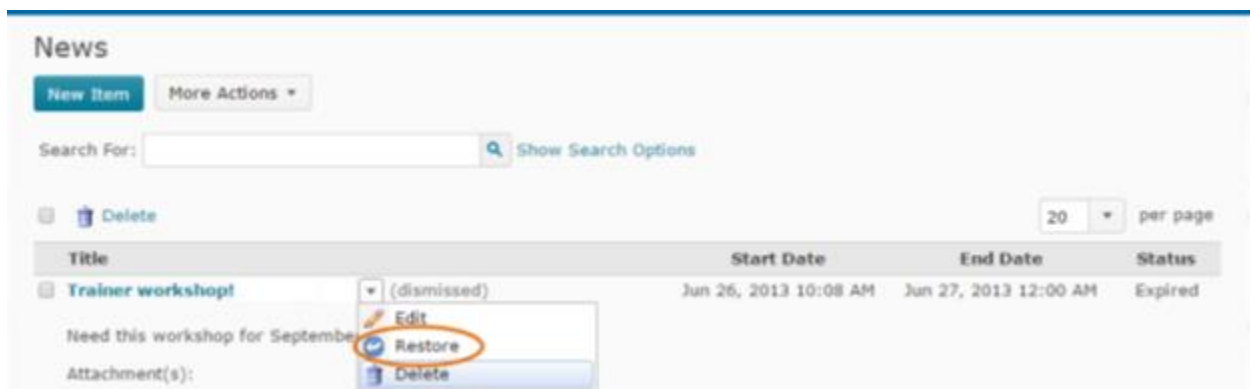 News
New Item More Actions
Search For: Show Search Options
Delete 20 per page
Title Start Date End Date Status
Trainer workshop! (dismissed) Jun 26, 2013 10:08 AM Jun 27, 2013 12:00 AM Expired
Edit
Need this workshop for Septembe
Restore
Attachment(s):
Delete